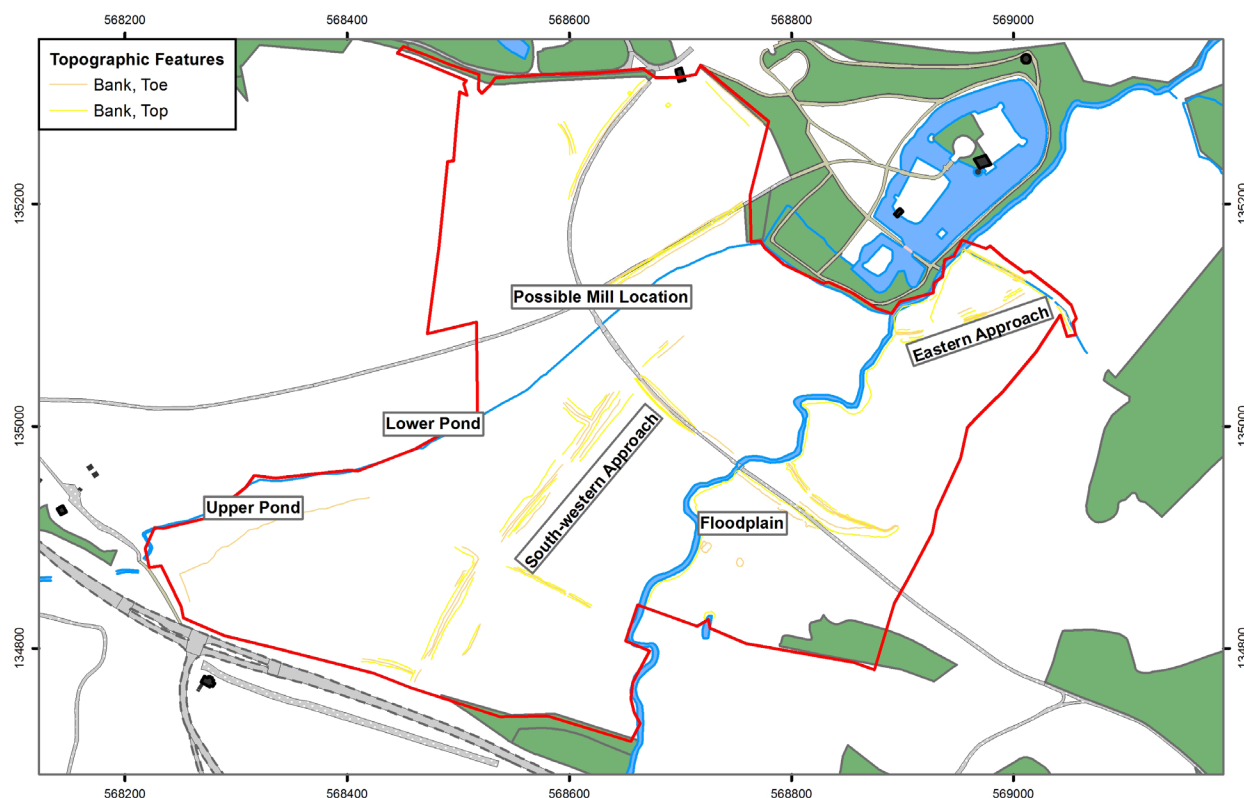 568200 568400 568600 568800 569000
Topographic Features
Bank, Toe
Bank, Top
135200 135200
Possible Mill Location
Eastern Approach
Lower Pond
135000 135000
South-western Approach
Upper Pond
Floodplain
134800 134800
568200 568400 568600 568800 569000